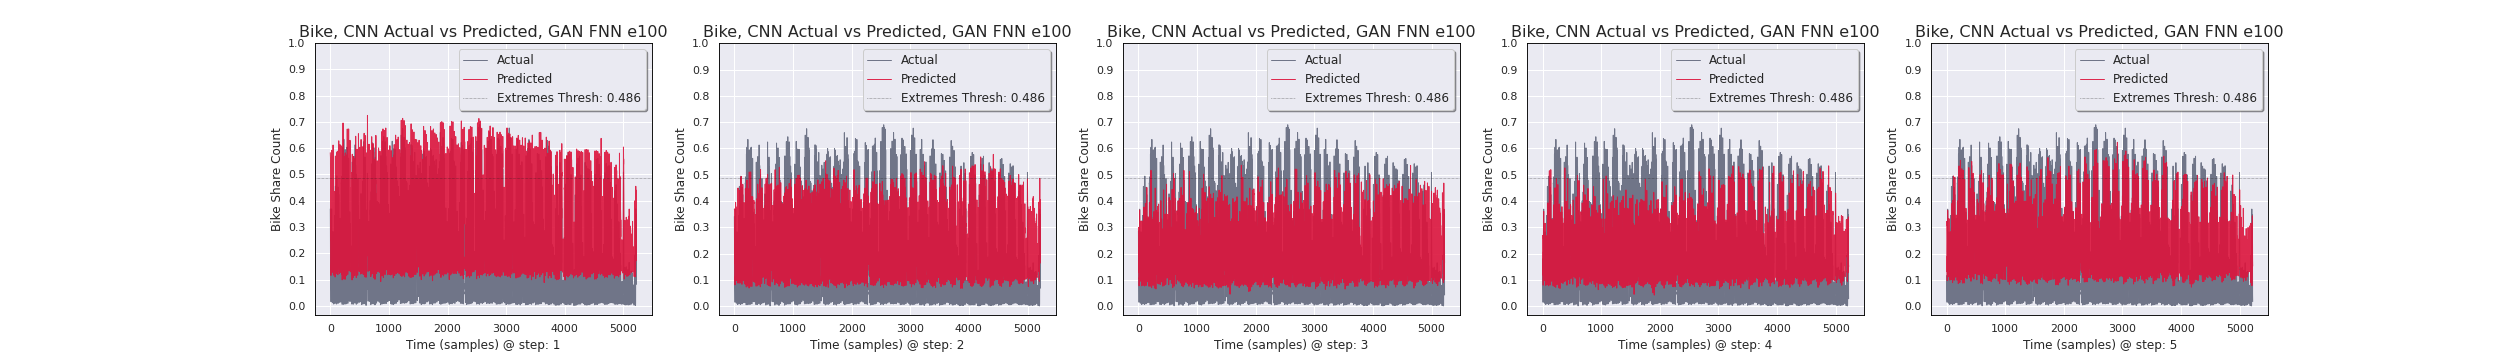 Bike, CNN Actual vs Predicted, GAN FNN e100
1.0
0.9
0.8
0.7
0.6
0.5
0.4
0.3
0.2
0.1
0.0
Bike Share Count
Actual
Predicted
Extremes Thresh: 0.486
0 1000 2000 3000 4000 5000
Time (samples) @ step: 1
Bike, CNN Actual vs Predicted, GAN FNN e100
1.0
0.9
0.8
0.7
0.6
0.5
0.4
0.3
0.2
0.1
0.0
Bike Share Count
Actual
Predicted
Extremes Thresh: 0.486
0 1000 2000 3000 4000 5000
Time (samples) @ step: 2
Bike, CNN Actual vs Predicted, GAN FNN e100
1.0
0.9
0.8
0.7
0.6
0.5
0.4
0.3
0.2
0.1
0.0
Bike Share Count
Actual
Predicted
Extremes Thresh: 0.486
0 1000 2000 3000 4000 5000
Time (samples) @ step: 3
Bike, CNN Actual vs Predicted, GAN FNN e100
1.0
0.9
0.8
0.7
0.6
0.5
0.4
0.3
0.2
0.1
0.0
Bike Share Count
Actual
Predicted
Extremes Thresh: 0.486
0 1000 2000 3000 4000 5000
Time (samples) @ step: 4
Bike, CNN Actual vs Predicted, GAN FNN e100
1.0
0.9
0.8
0.7
0.6
0.5
0.4
0.3
0.2
0.1
0.0
Bike Share Count
Actual
Predicted
Extremes Thresh: 0.486
0 1000 2000 3000 4000 5000
Time (samples) @ step: 5